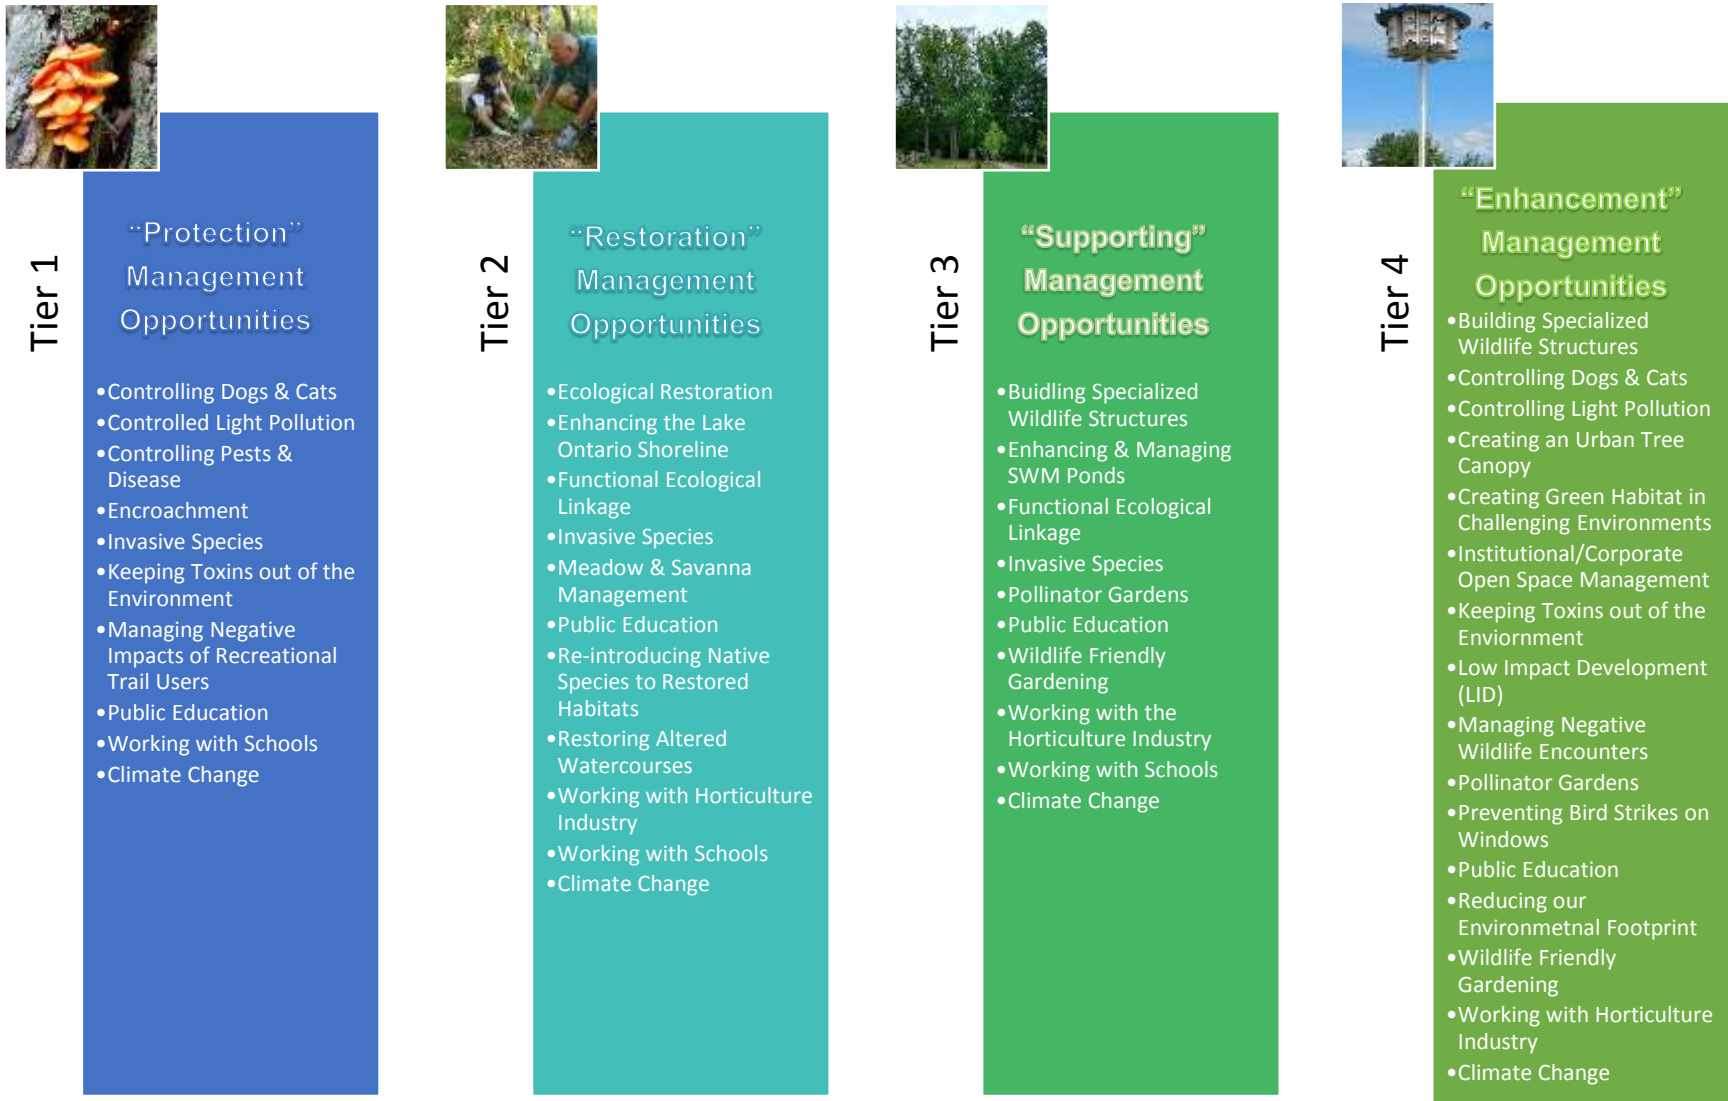 Tier 1
“Protection”
Management
Opportunities
•Controlling Dogs & Cats
•Controlled Light Pollution
•Controlling Pests &
Disease
•Encroachment
•Invasive Species
•Keeping Toxins out of the
Environment
•Managing Negative
Impacts of Recreational
Trail Users
•Public Education
•Working with Schools
•Climate Change
Tier 2
“Restoration”
Management
Opportunities
•Ecological Restoration
•Enhancing the Lake
Ontario Shoreline
•Functional Ecological
Linkage
•Invasive Species
•Meadow & Savanna
Management
•Public Education
•Re-introducing Native
Species to Restored
Habitats
•Restoring Altered
Watercourses
•Working with Horticulture
Industry
•Working with Schools
•Climate Change
Tier 3
“Supporting”
Management
Opportunities
•Buidling Specialized
Wildlife Structures
•Enhancing & Managing
SWM Ponds
•Functional Ecological
Linkage
•Invasive Species
•Pollinator Gardens
•Public Education
•Wildlife Friendly
Gardening
•Working with the
Horticulture Industry
•Working with Schools
•Climate Change
Tier 4
“Enhancement”
Management
Opportunities
•Building Specialized
Wildlife Structures
•Controlling Dogs & Cats
•Controlling Light Pollution
•Creating an Urban Tree
Canopy
•Creating Green Habitat in
Challenging Environments
•Institutional/Corporate
Open Space Management
•Keeping Toxins out of the
Enviornment
•Low Impact Development
(LID)
•Managing Negative
Wildlife Encounters
•Pollinator Gardens
•Preventing Bird Strikes on
Windows
•Public Education
•Reducing our
Environmetnal Footprint
•Wildlife Friendly
Gardening
•Working with Horticulture
Industry
•Climate Change